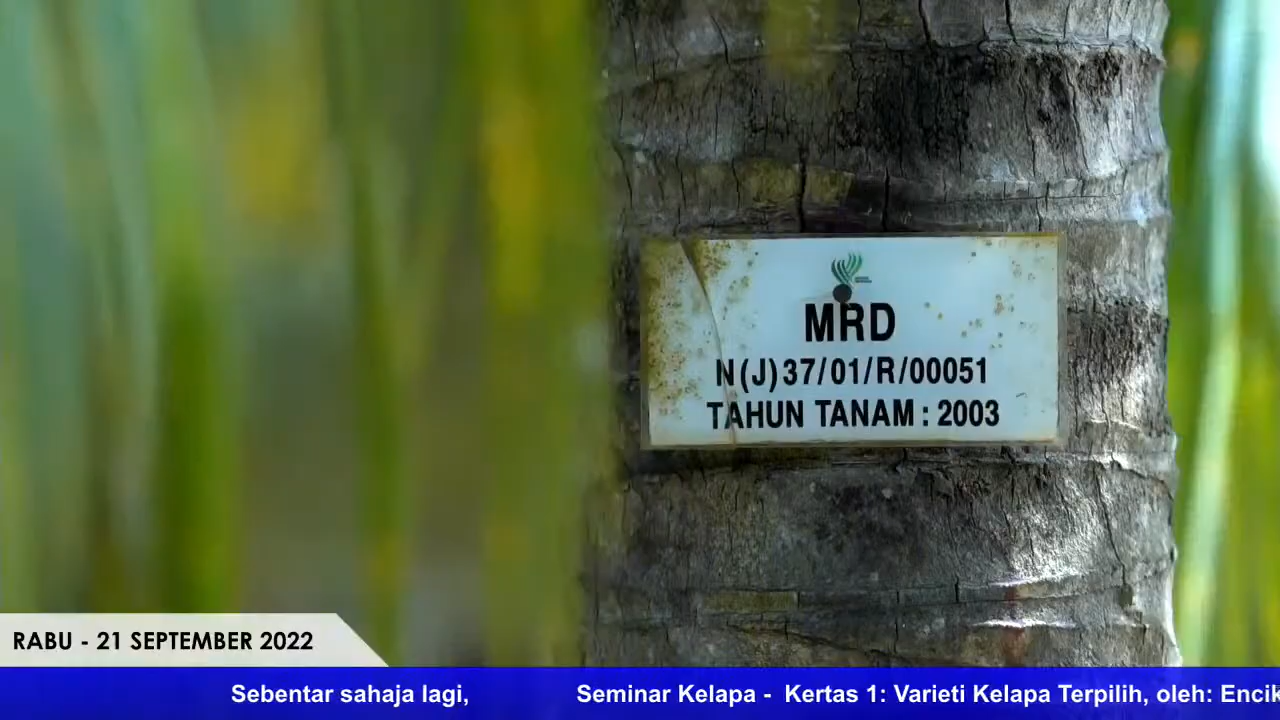 MRD
N(J)37/01/R/00051
TAHUN TANAM : 2003
RABU - 21 SEPTEMBER 2022
Sebentar sahaja lagi, Seminar Kelapa - Kertas 1: Varieti Kelapa Terpilih, oleh: Encik